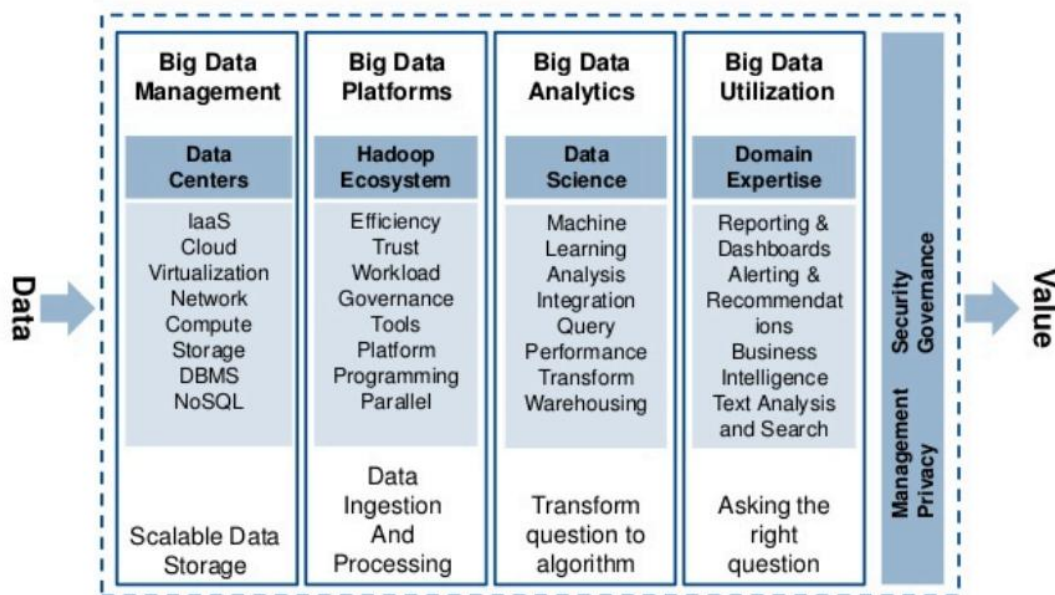 Data
Big Data
Management
Data
Centers
IaaS
Cloud
Virtualization
Network
Compute
Storage
DBMS
NoSQL
Scalable Data
Storage
Big Data
Platforms
Hadoop
Ecosystem
Efficiency
Trust
Workload
Governance
Tools
Platform
Programming
Parallel
Data
Ingestion
And
Processing
Big Data
Analytics
Data
Science
Machine
Learning
Analysis
Integration
Query
Performance
Transform
Warehousing
Transform
question to
algorithm
Big Data
Utilization
Domain
Expertise
Reporting &
Dashboards
Alerting &
Recommendat
ions
Business
Intelligence
Text Analysis
and Search
Asking the
right
question
Management Security
Privacy Governance
Value